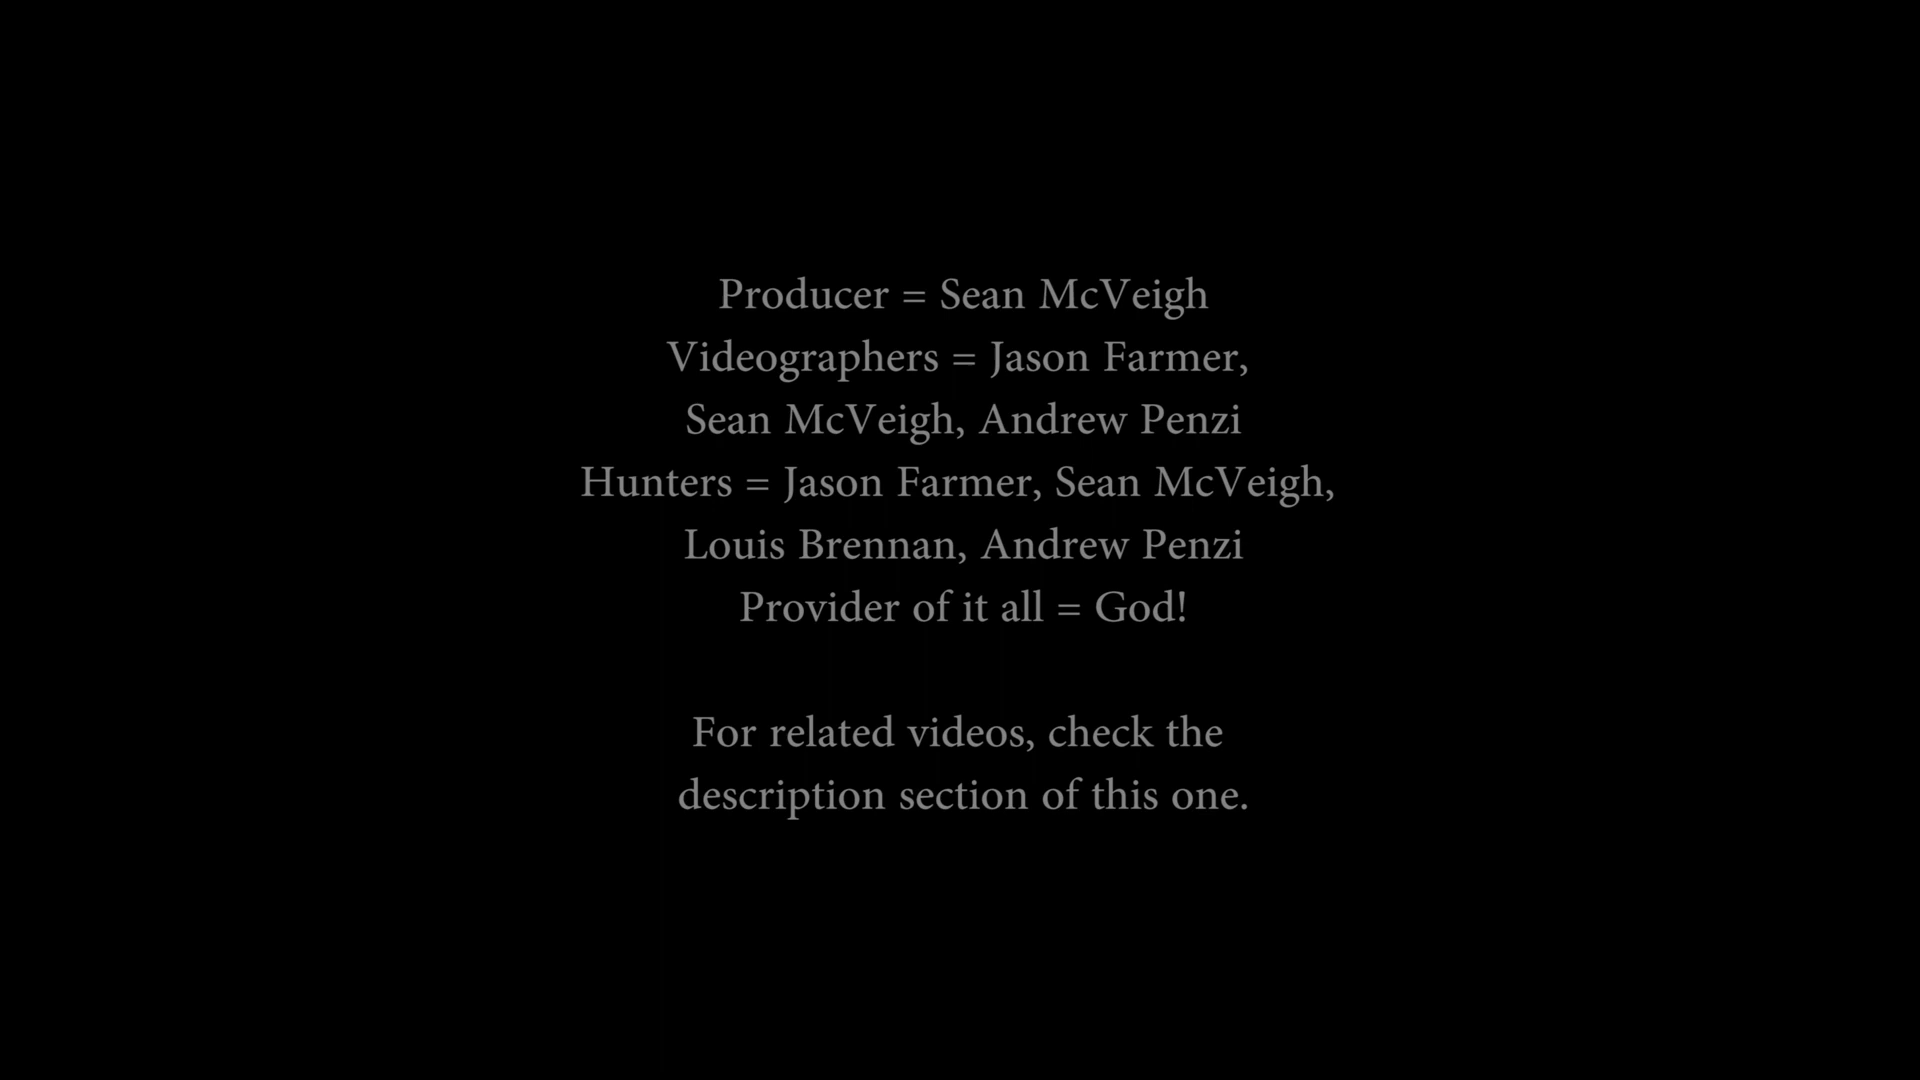 Producer = Sean McVeigh
Videographers = Jason Farmer,
Sean McVeigh, Andrew Penzi
Hunters = Jason Farmer, Sean McVeigh,
Louis Brennan, Andrew Penzi
Provider of it all = God!
For related videos, check the
description section of this one.